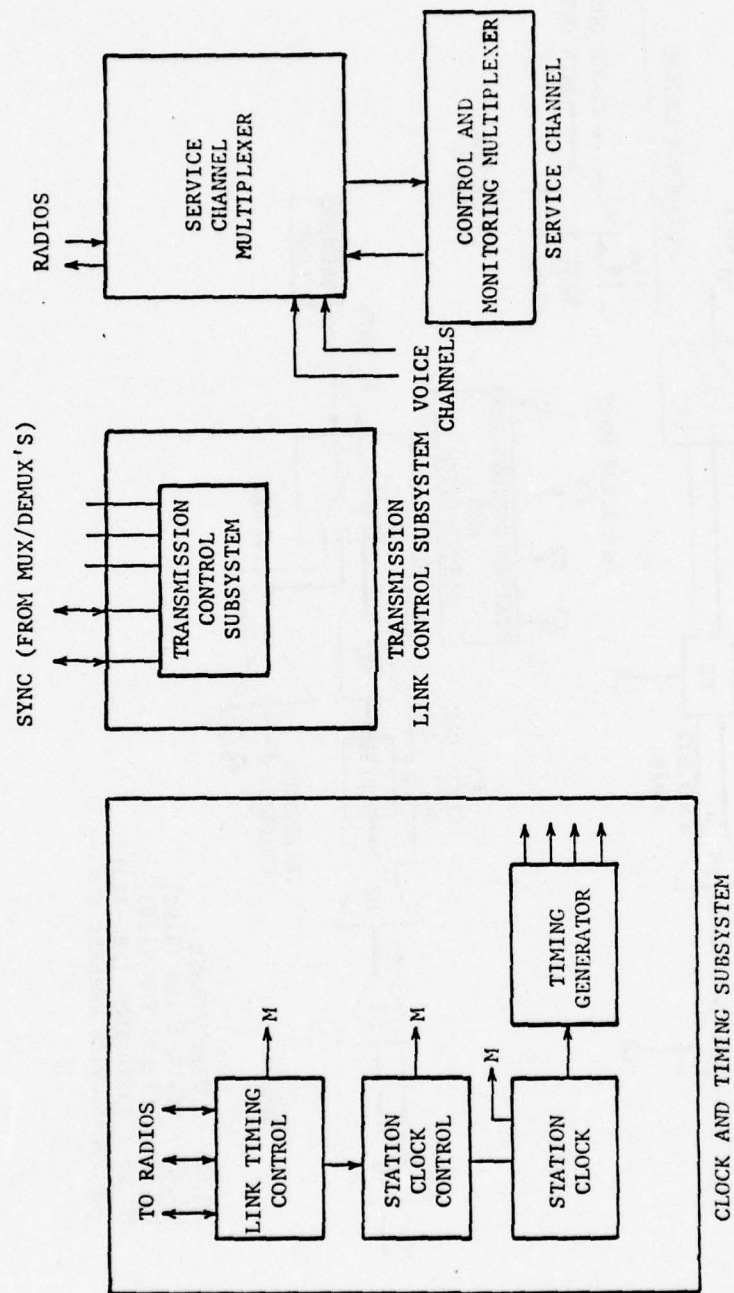 TO RADIOS
LINK TIMING
CONTROL
M
STATION
CLOCK
CONTROL
M
M
STATION
CLOCK
TIMING
GENERATOR
CLOCK AND TIMING SUBSYSTEM
SYNC (FROM MUX/DEMUX'S)
TRANSMISSION
CONTROL
SUBSYSTEM
TRANSMISSION
LINK CONTROL SUBSYSTEM
RADIOS
SERVICE
CHANNEL
MULTIPLEXER
VOICE
CHANNELS
CONTROL AND
MONITORING MULTIPLEXER
SERVICE CHANNEL